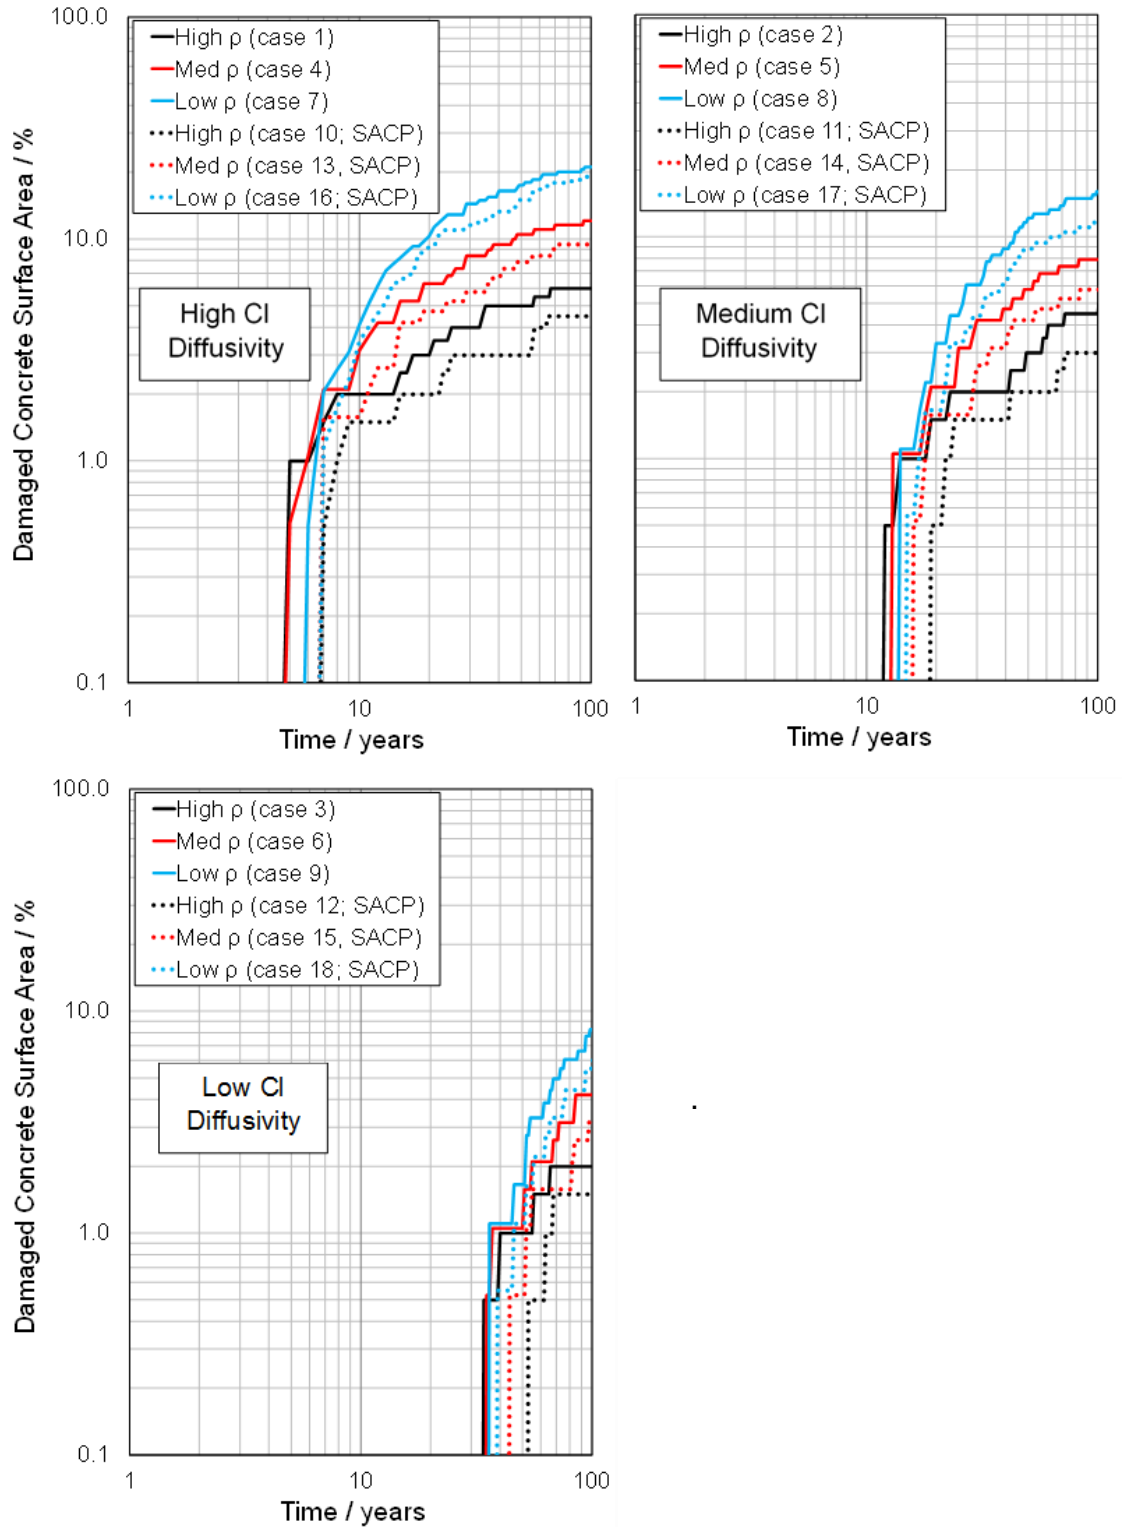 100.0
High ρ (case 1)
Med ρ (case 4)
Low ρ (case 7)
High ρ (case 10; SACP)
Med ρ (case 13, SACP)
Low ρ (case 16; SACP)
10.0
High Cl
Diffusivity
1.0
0.1
Damaged Concrete Surface Area / %
1
10
100
Time / years
High ρ (case 2)
Med ρ (case 5)
Low ρ (case 8)
High ρ (case 11; SACP)
Med ρ (case 14, SACP)
Low ρ (case 17; SACP)
Medium Cl
Diffusivity
1
10
100
Time / years
100.0
High ρ (case 3)
Med ρ (case 6)
Low ρ (case 9)
High ρ (case 12; SACP)
Med ρ (case 15, SACP)
Low ρ (case 18; SACP)
10.0
Low Cl
Diffusivity
1.0
0.1
Damaged Concrete Surface Area / %
1
10
100
Time / years
.